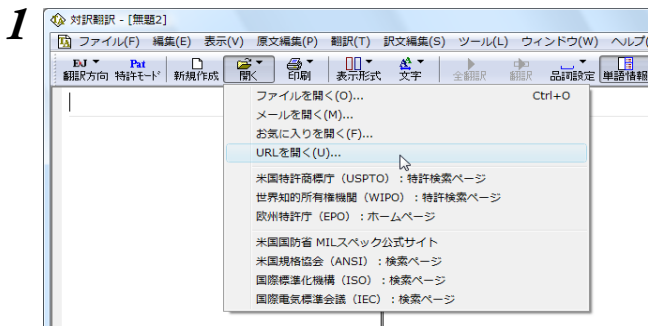 1
対訳翻訳 - [無題2]
ファイル(F) 編集(E) 表示(V) 原文編集(P) 翻訳(T) 訳文編集(S) ツール(L) ウィンドウ(W) ヘルプ(
EJ Pat
翻訳方向 特許モード 新規作成 開く 印刷 表示形式 文字 全翻訳 翻訳 品詞設定 単語情報
ファイルを開く(O)... Ctrl+O
メールを開く(M)...
お気に入りを開く(F)...
URLを開く(U)...
米国特許商標庁（USPTO）：特許検索ページ
世界知的所有権機関（WIPO）：特許検索ページ
欧州特許庁（EPO）：ホームページ
米国国防省 MILスペック公式サイト
米国規格協会（ANSI）：検索ページ
国際標準化機構（ISO）：検索ページ
国際電気標準会議（IEC）：検索ページ